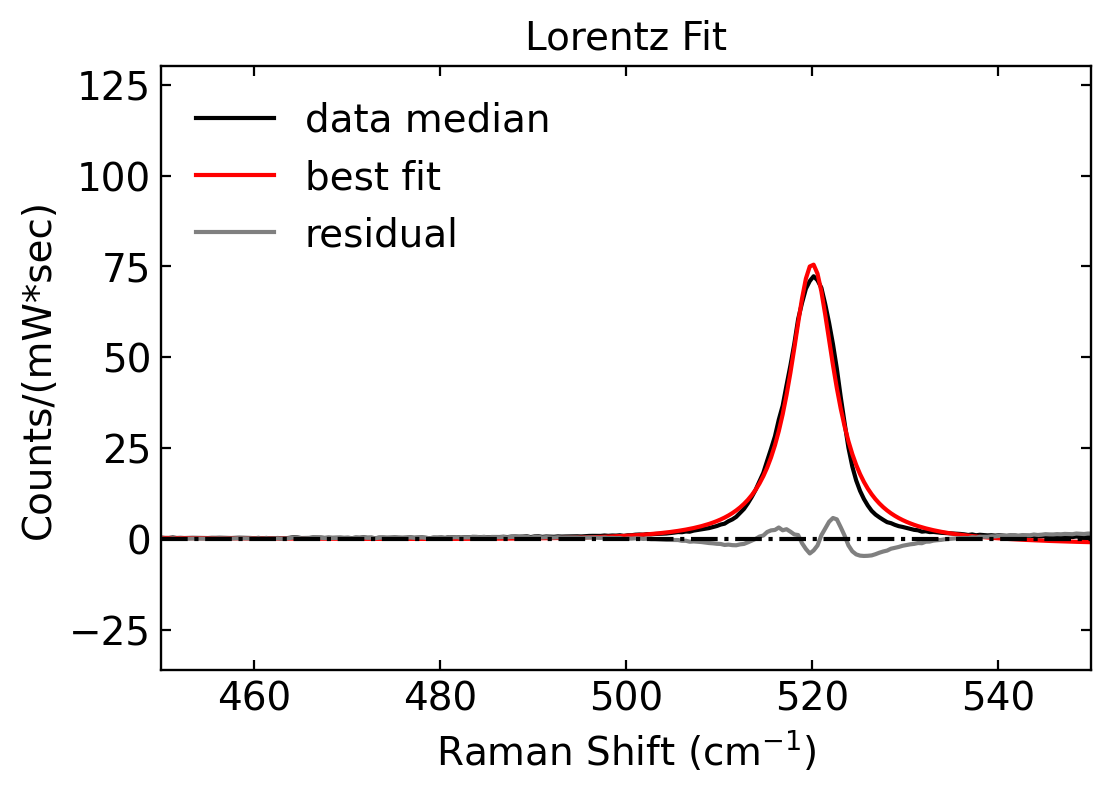 Lorentz Fit
125
100
75
50
25
0
−25
Counts/(mW*sec)
data median
best fit
residual
460 480 500 520 540
Raman Shift (cm⁻¹)